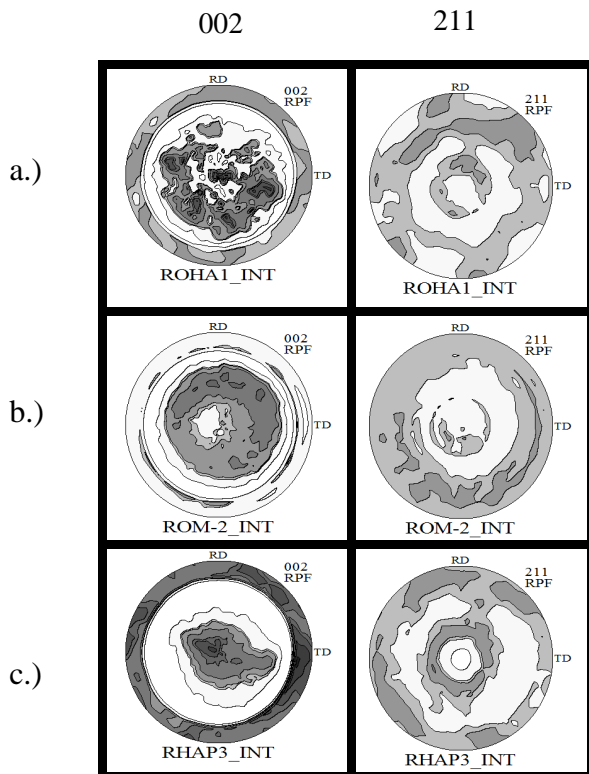 002 211
a.)
RD
002
RPF
TD
ROHA1_INT
RD
211
RPF
TD
ROHA1_INT
b.)
RD
002
RPF
TD
ROM-2_INT
RD
211
RPF
TD
ROM-2_INT
c.)
RD
002
RPF
TD
RHAP3_INT
RD
211
RPF
TD
RHAP3_INT